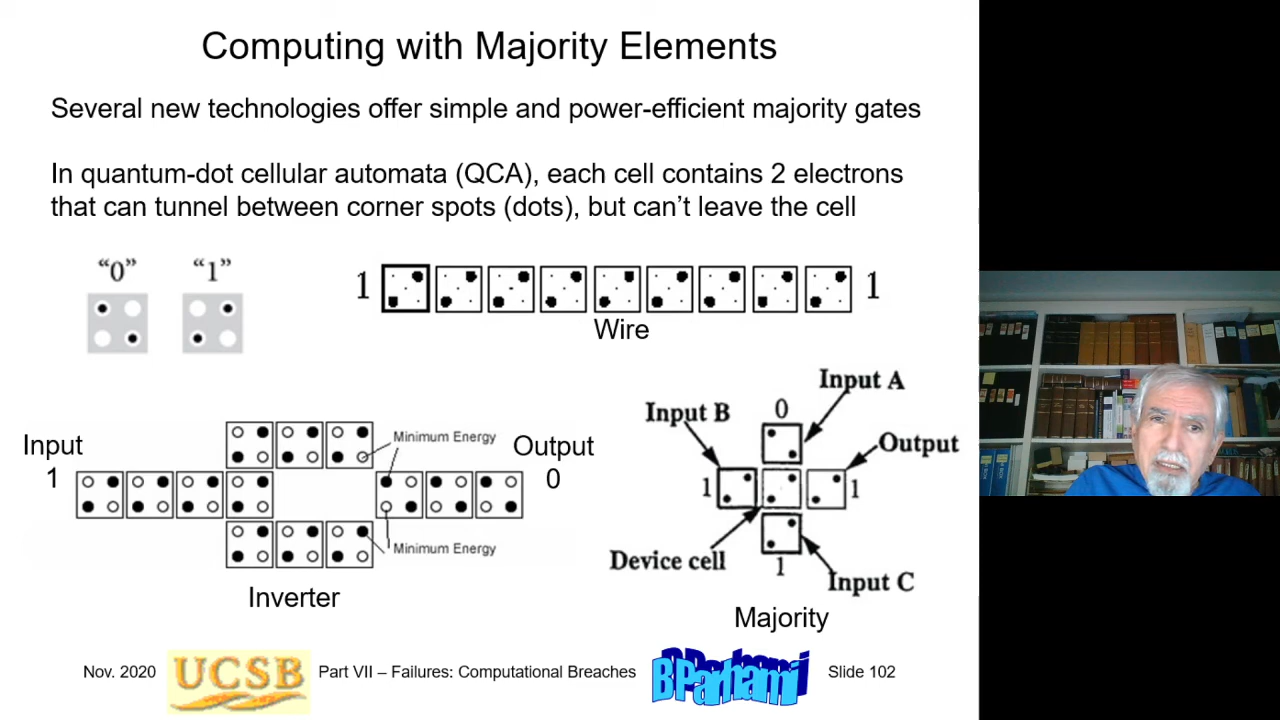 Computing with Majority Elements
Several new technologies offer simple and power-efficient majority gates
In quantum-dot cellular automata (QCA), each cell contains 2 electrons
that can tunnel between corner spots (dots), but can't leave the cell
“0” “1”
1 1
Wire
Input
1
Minimum Energy
Minimum Energy
Output
0
Inverter
Input A
0
Input B
1
Output
1
Device cell
1
Input C
Majority
Nov. 2020
UCSB
Part VII – Failures: Computational Breaches
B Parhami
Slide 102